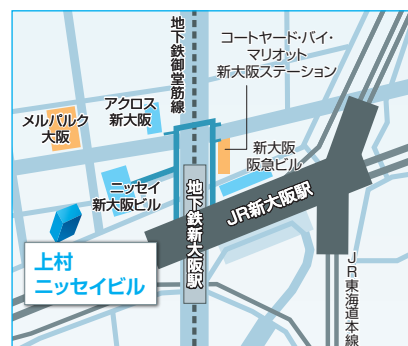 地下鉄御堂筋線
コートヤード・バイ・
マリオット
新大阪ステーション
アクロス
新大阪
メルパルク
大阪
新大阪
阪急ビル
ニッセイ
新大阪ビル
地下鉄新大阪駅
JR新大阪駅
上村
ニッセイビル
JR東海道本線